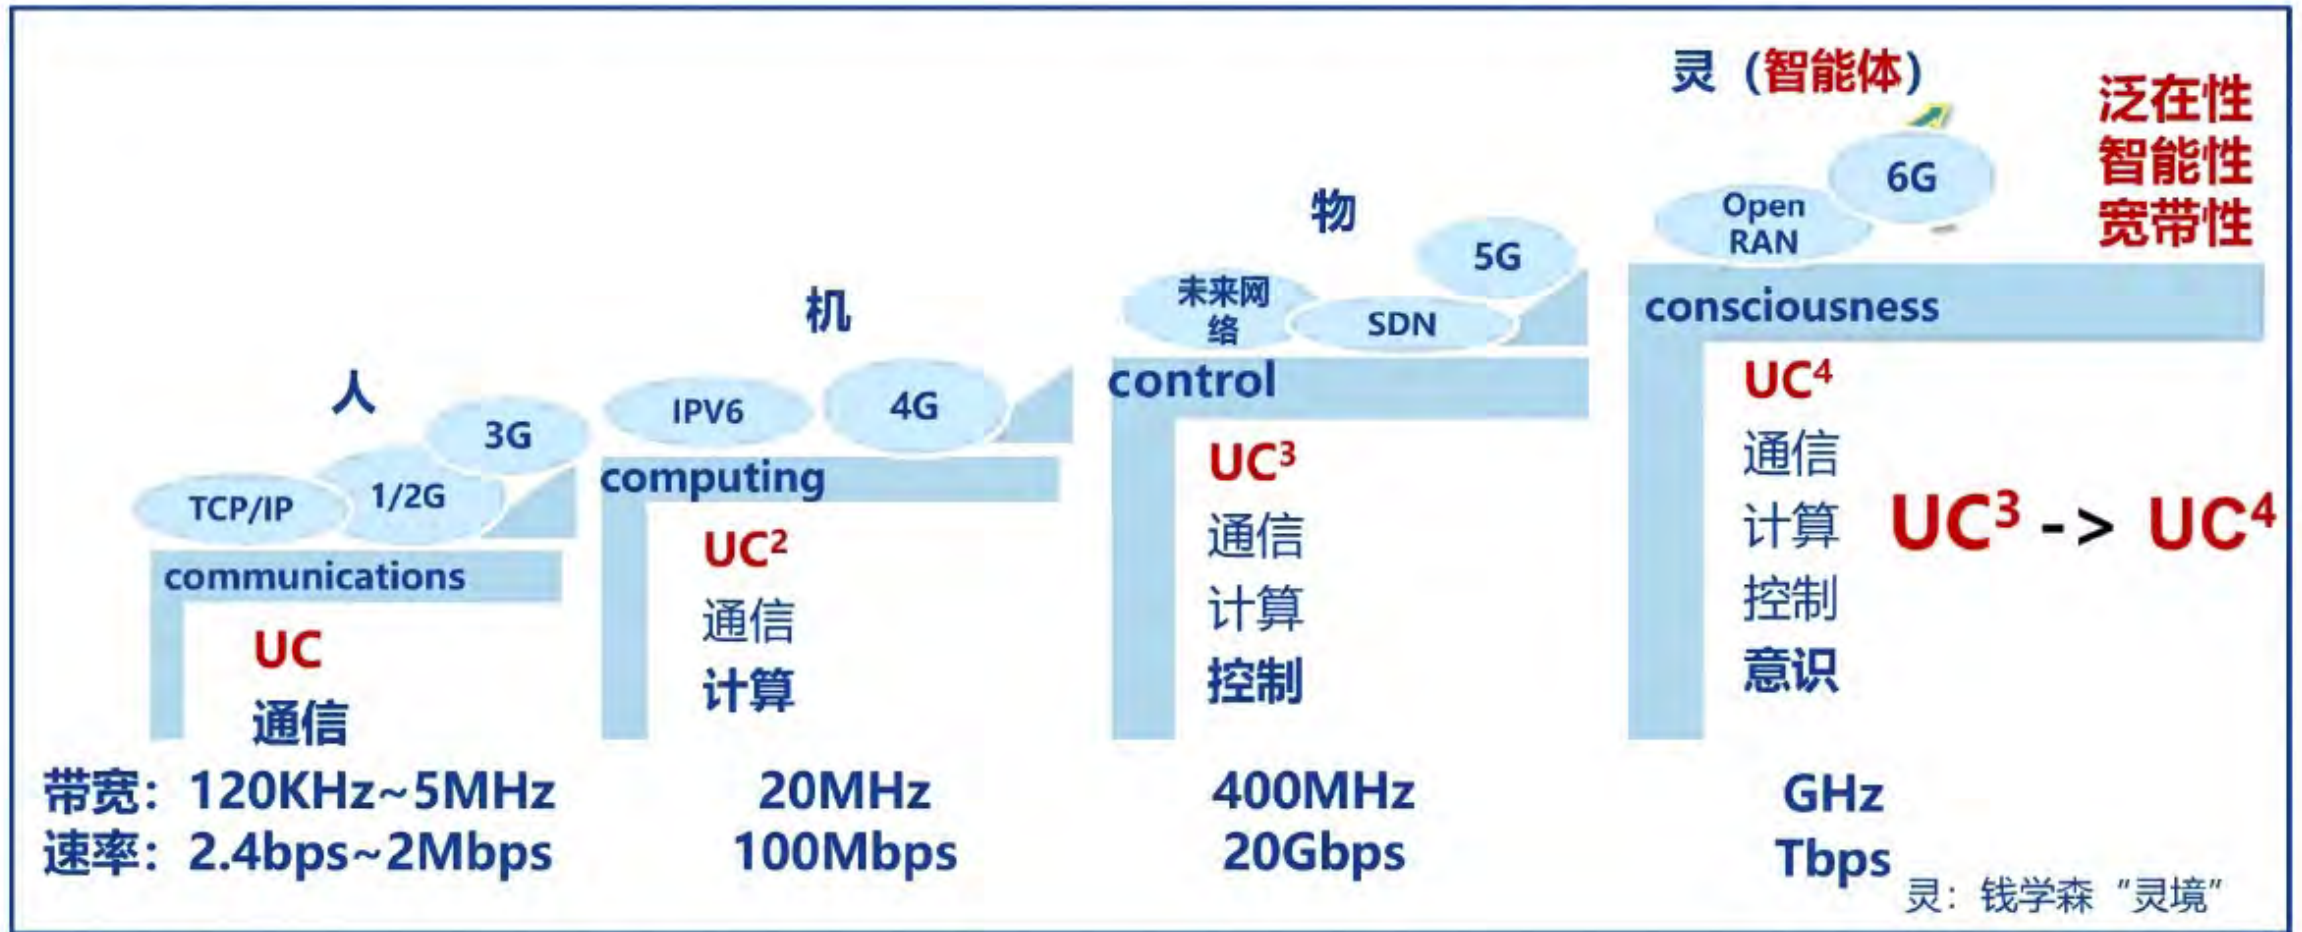 人
3G
1/2G
TCP/IP
communications
UC
通信
机
IPV6
4G
computing
UC²
通信
计算
物
5G
未来网
络
SDN
control
UC³
通信
计算
控制
灵（智能体）
6G
Open
RAN
泛在性
智能性
宽带性
consciousness
UC⁴
通信
计算
控制
意识
UC³ -> UC⁴
带宽：120KHz~5MHz 20MHz 400MHz GHz
速率：2.4bps~2Mbps 100Mbps 20Gbps Tbps
灵：钱学森“灵境”